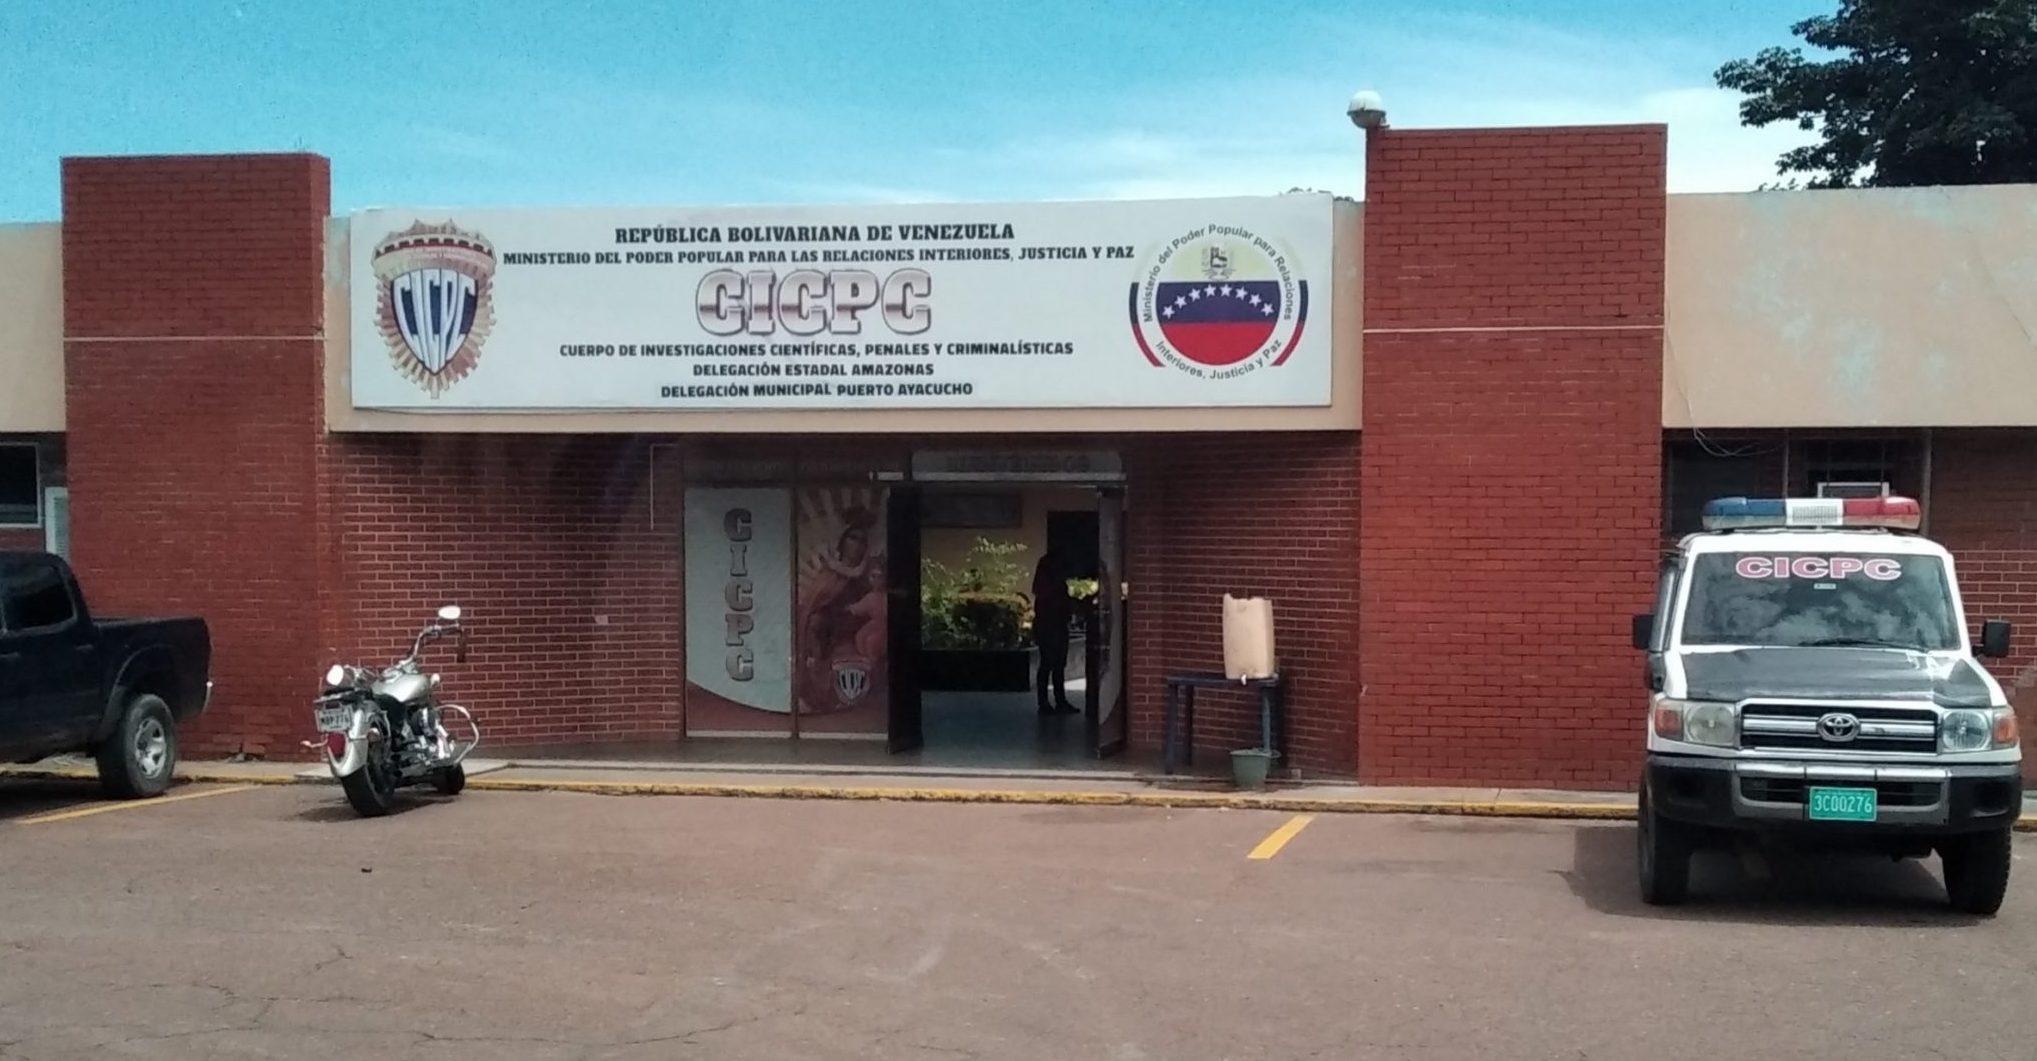 REPÚBLICA BOLIVARIANA DE VENEZUELA
MINISTERIO DEL PODER POPULAR PARA LAS RELACIONES INTERIORES, JUSTICIA Y PAZ
CICPC
CUERPO DE INVESTIGACIONES CIENTÍFICAS, PENALES Y CRIMINALÍSTICAS
DELEGACIÓN ESTADAL AMAZONAS
DELEGACIÓN MUNICIPAL PUERTO AYACUCHO
CICPC
Ministerio del Poder Popular para Relaciones
Interiores, Justicia y Paz
CICPC
CICPC
CICPC
3C00276